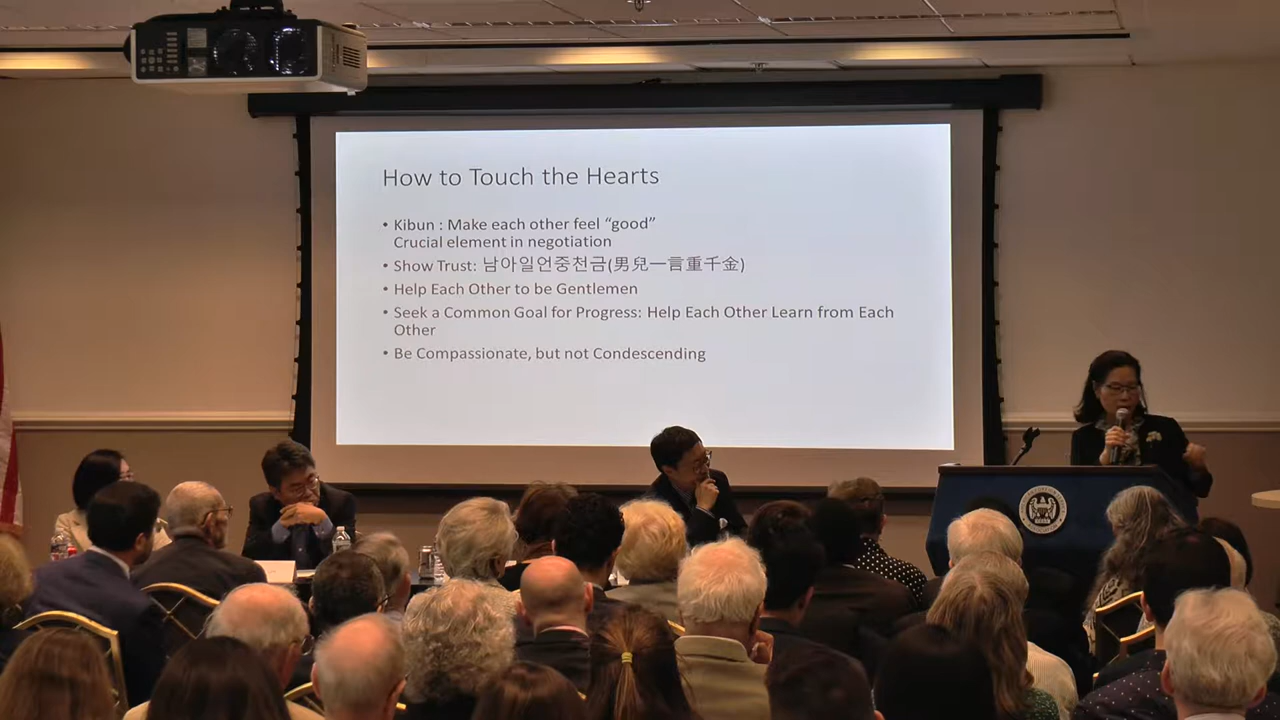 How to Touch the Hearts
• Kibun : Make each other feel “good”
Crucial element in negotiation
• Show Trust: 남아일언중천금(男兒一言重千金)
• Help Each Other to be Gentlemen
• Seek a Common Goal for Progress: Help Each Other Learn from Each
Other
• Be Compassionate, but not Condescending